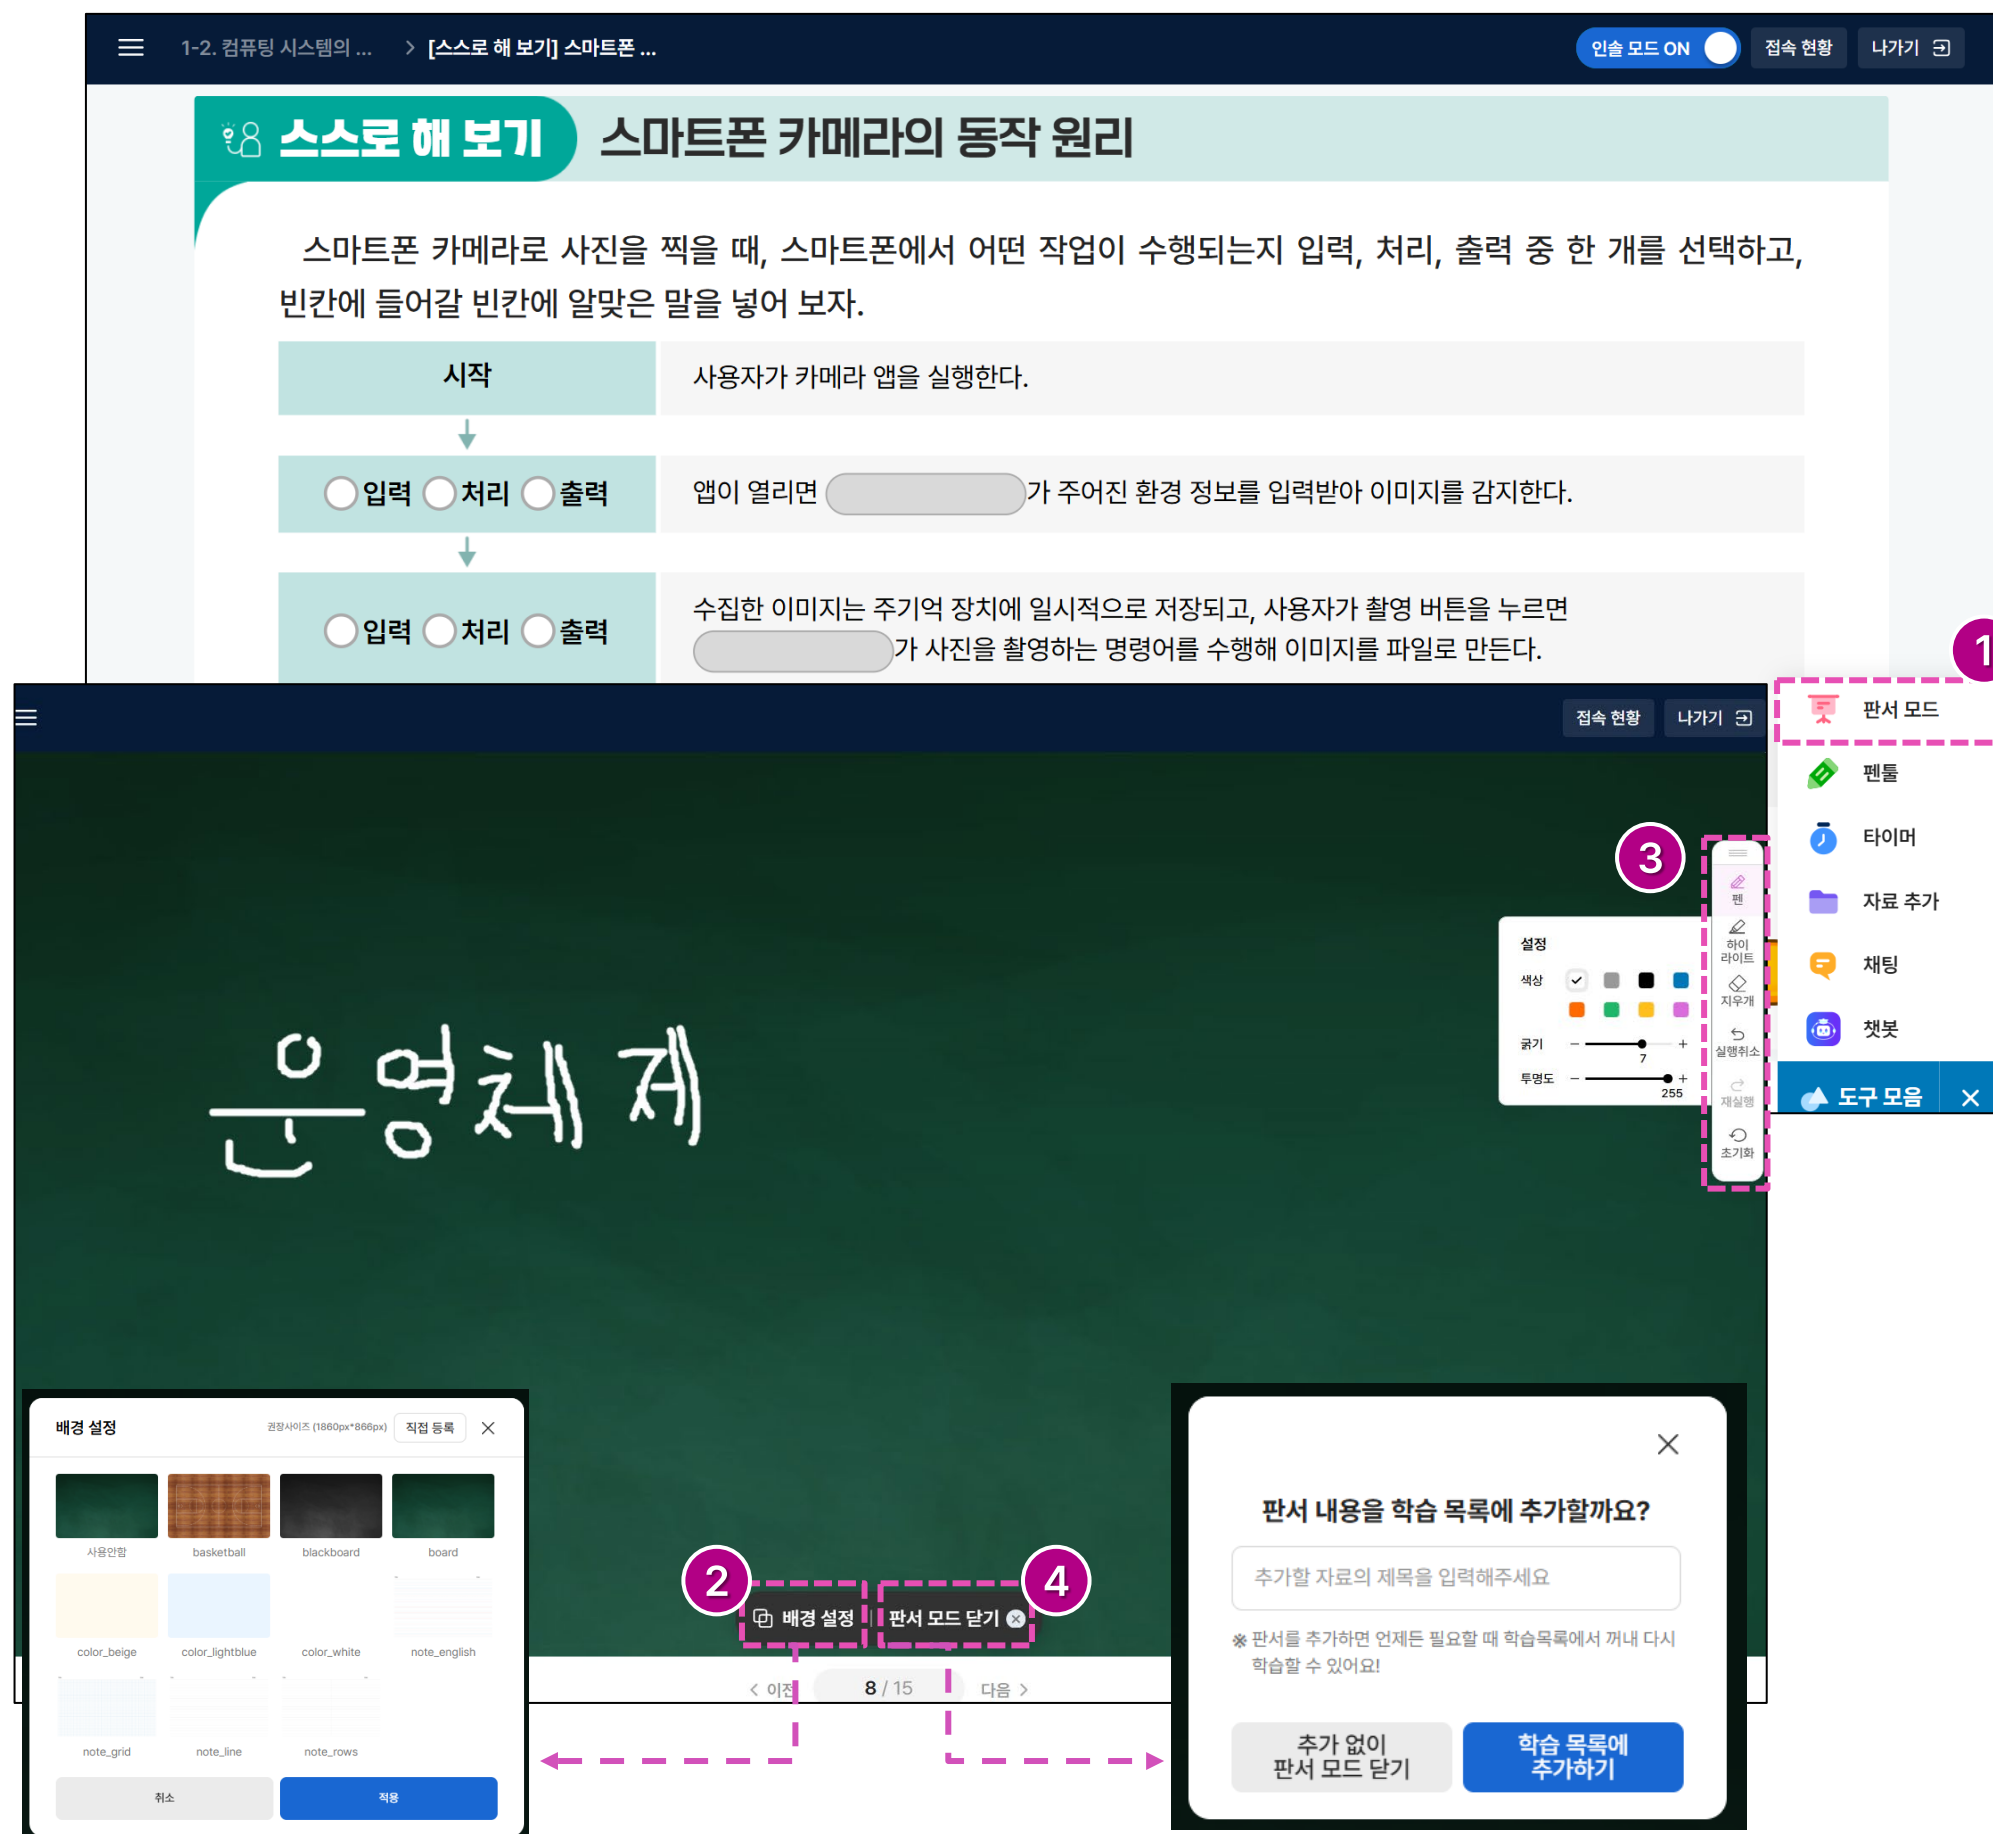 1-2. 컴퓨팅 시스템의 ... > [스스로 해 보기] 스마트폰 ...
인솔 모드 ON
접속 현황
나가기
스스로 해 보기
스마트폰 카메라의 동작 원리
스마트폰 카메라로 사진을 찍을 때, 스마트폰에서 어떤 작업이 수행되는지 입력, 처리, 출력 중 한 개를 선택하고,
빈칸에 들어갈 빈칸에 알맞은 말을 넣어 보자.
시작
사용자가 카메라 앱을 실행한다.
입력 처리 출력
앱이 열리면 가 주어진 환경 정보를 입력받아 이미지를 감지한다.
입력 처리 출력
수집한 이미지는 주기억 장치에 일시적으로 저장되고, 사용자가 촬영 버튼을 누르면
가 사진을 촬영하는 명령어를 수행해 이미지를 파일로 만든다.
1
판서 모드
펜툴
타이머
자료 추가
채팅
챗봇
도구 모음
접속 현황
나가기
3
펜
하이
라이트
지우개
실행취소
재실행
초기화
설정
색상
굵기 − +
7
투명도 − +
255
운영체제
2
배경 설정
4
판서 모드 닫기
< 이전
8 / 15
다음 >
배경 설정
권장사이즈 (1860px*866px)
직접 등록
사용안함 basketball blackboard board
color_beige color_lightblue color_white note_english
note_grid note_line note_rows
취소
적용
판서 내용을 학습 목록에 추가할까요?
추가할 자료의 제목을 입력해주세요
※ 판서를 추가하면 언제든 필요할 때 학습목록에서 꺼내 다시
학습할 수 있어요!
추가 없이
판서 모드 닫기
학습 목록에
추가하기